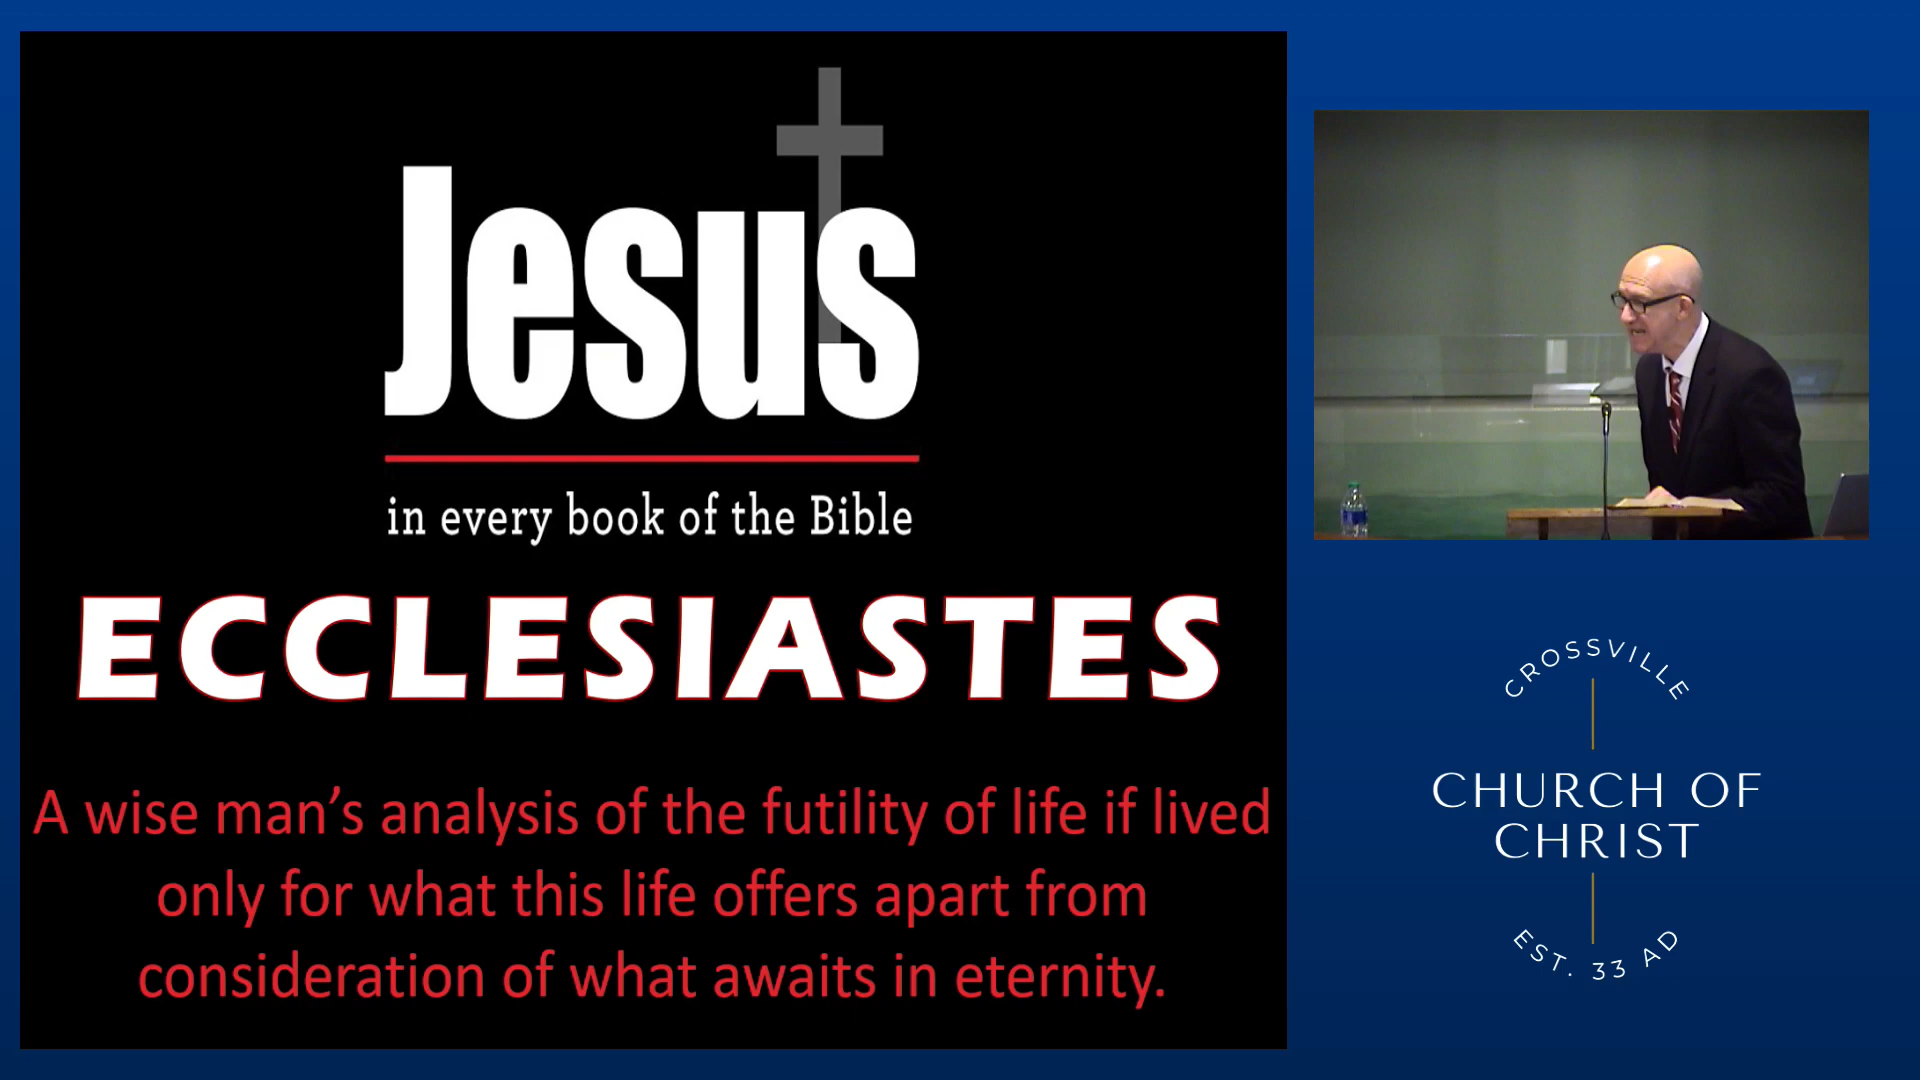 Jesus
in every book of the Bible
ECCLESIASTES
A wise man’s analysis of the futility of life if lived
only for what this life offers apart from
consideration of what awaits in eternity.
CROSSVILLE
CHURCH OF
CHRIST
EST. 33 AD